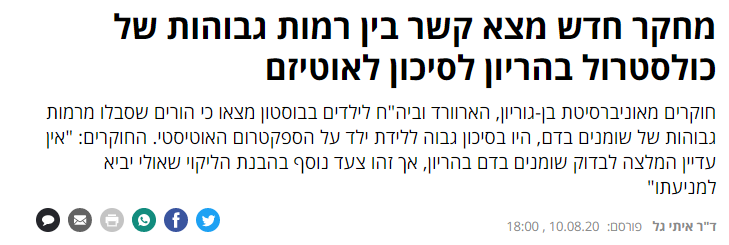 מחקר חדש מצא קשר בין רמות גבוהות של
כולסטרול בהריון לסיכון לאוטיזם
חוקרים מאוניברסיטת בן-גוריון, הארוורד וביה"ח לילדים בבוסטון מצאו כי הורים שסבלו מרמות
גבוהות של שומנים בדם, היו בסיכון גבוה ללידת ילד על הספקטרום האוטיסטי. החוקרים: "אין
עדיין המלצה לבדוק שומנים בדם בהריון, אך זהו צעד נוסף בהבנת הליקוי שאולי יביא
למניעתו"
ד"ר איתי גל פורסם: 10.08.20 , 18:00